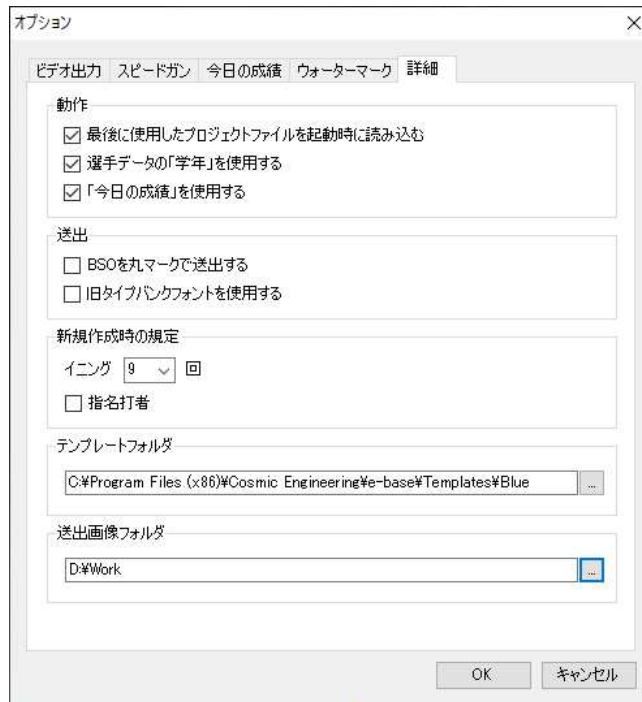 オプション
ビデオ出力 スピードガン 今日の成績 ウォーターマーク 詳細
動作
最後に使用したプロジェクトファイルを起動時に読み込む
選手データの「学年」を使用する
「今日の成績」を使用する
送出
BSOを丸マークで送出する
旧タイプバンクフォントを使用する
新規作成時の規定
イニング 9 回
指名打者
テンプレートフォルダ
C:¥Program Files (x86)¥Cosmic Engineering¥e-base¥Templates¥Blue ...
送出画像フォルダ
D:¥Work ...
OK キャンセル